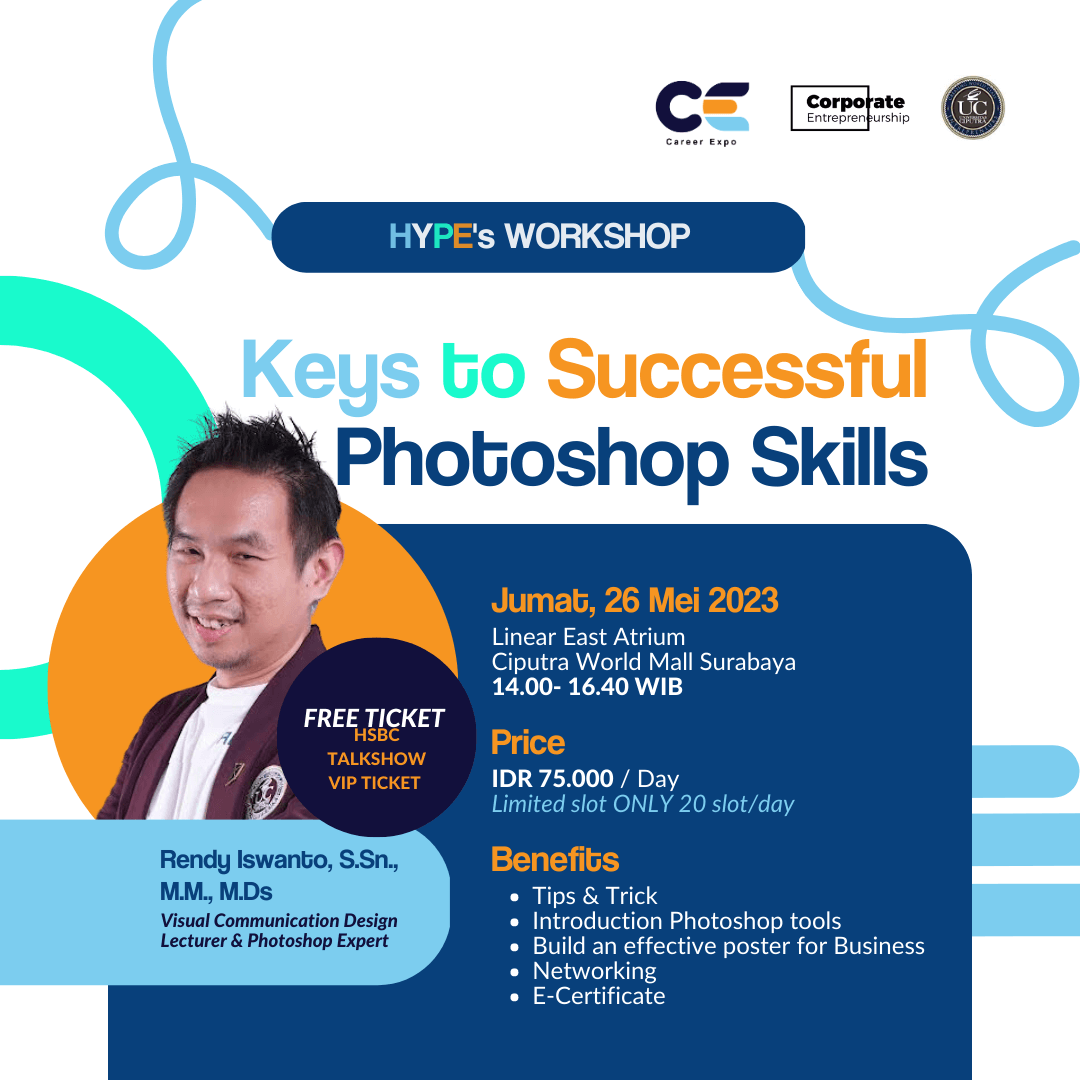 CE
Career Expo
Corporate
Entrepreneurship
UC
HYPE's WORKSHOP
Keys to Successful
Photoshop Skills
Jumat, 26 Mei 2023
Linear East Atrium
Ciputra World Mall Surabaya
14.00- 16.40 WIB
Price
IDR 75.000 / Day
Limited slot ONLY 20 slot/day
Benefits
Tips & Trick
Introduction Photoshop tools
Build an effective poster for Business
Networking
E-Certificate
FREE TICKET
HSBC
TALKSHOW
VIP TICKET
UC
Rendy Iswanto, S.Sn.,
M.M., M.Ds
Visual Communication Design
Lecturer & Photoshop Expert